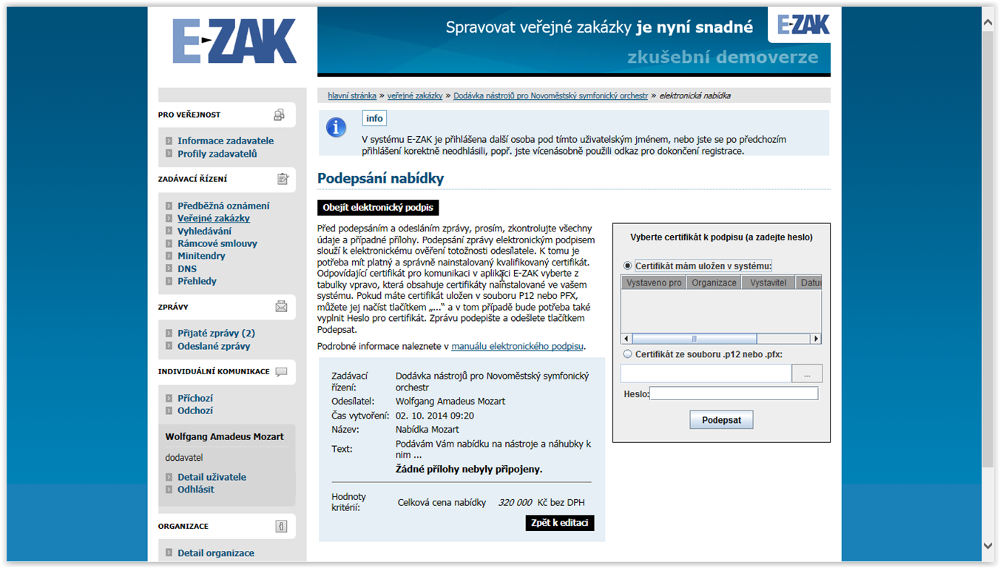 E-ZAK
Spravovat veřejné zakázky je nyní snadné
E-ZAK
zkušební demoverze
hlavní stránka » veřejné zakázky » Dodávka nástrojů pro Novoměstský symfonický orchestr » elektronická nabídka
PRO VEŘEJNOST
Informace zadavatele
Profily zadavatelů
ZADÁVACÍ ŘÍZENÍ
Předběžná oznámení
Veřejné zakázky
Vyhledávání
Rámcové smlouvy
Minitendry
DNS
Přehledy
ZPRÁVY
Přijaté zprávy (2)
Odeslané zprávy
INDIVIDUÁLNÍ KOMUNIKACE
Příchozí
Odchozí
Wolfgang Amadeus Mozart
dodavatel
Detail uživatele
Odhlásit
ORGANIZACE
Detail organizace
info
V systému E-ZAK je přihlášena další osoba pod tímto uživatelským jménem, nebo jste se po předchozím
přihlášení korektně neodhlásili, popř. jste vícenásobně použili odkaz pro dokončení registrace.
Podepsání nabídky
Obejít elektronický podpis
Před podepsáním a odesláním zprávy, prosím, zkontrolujte všechny
údaje a případné přílohy. Podepsání zprávy elektronickým podpisem
slouží k elektronickému ověření totožnosti odesílatele. K tomu je
potřeba mít platný a správně nainstalovaný kvalifikovaný certifikát.
Odpovídající certifikát pro komunikaci v aplikaci E-ZAK vyberte z
tabulky vpravo, která obsahuje certifikáty nainstalované ve vašem
systému. Pokud máte certifikát uložen v souboru P12 nebo PFX,
můžete jej načíst tlačítkem „...“ a v tom případě bude potřeba také
vyplnit Heslo pro certifikát. Zprávu podepište a odešlete tlačítkem
Podepsat.
Podrobné informace naleznete v manuálu elektronického podpisu.
Zadávací řízení: Dodávka nástrojů pro Novoměstský symfonický
orchestr
Odesílatel: Wolfgang Amadeus Mozart
Čas vytvoření: 02. 10. 2014 09:20
Název: Nabídka Mozart
Text: Podávám Vám nabídku na nástroje a náhubky k
nim ...
Žádné přílohy nebyly připojeny.
Hodnoty kritérií: Celková cena nabídky 320 000 Kč bez DPH
Zpět k editaci
Vyberte certifikát k podpisu (a zadejte heslo)
Certifikát mám uložen v systému:
Vystaveno pro Organizace Vystavitel Datu
Certifikát ze souboru .p12 nebo .pfx:
...
Heslo:
Podepsat